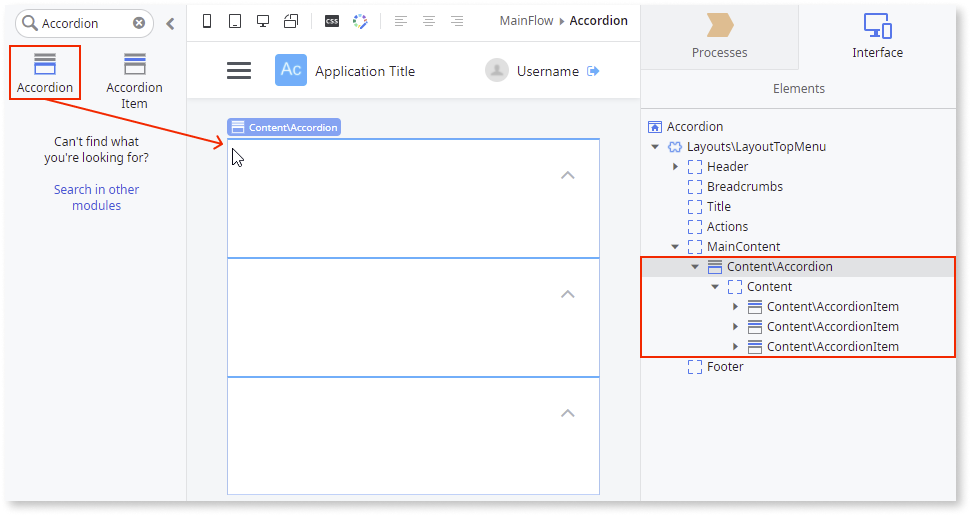 Accordion
Accordion
Accordion
Item
Can't find what
you're looking for?
Search in other
modules
CSS
MainFlow Accordion
Ac Application Title
Username
Content\Accordion
Processes
Interface
Elements
Accordion
Layouts\LayoutTopMenu
Header
Breadcrumbs
Title
Actions
MainContent
Content\Accordion
Content
Content\AccordionItem
Content\AccordionItem
Content\AccordionItem
Footer